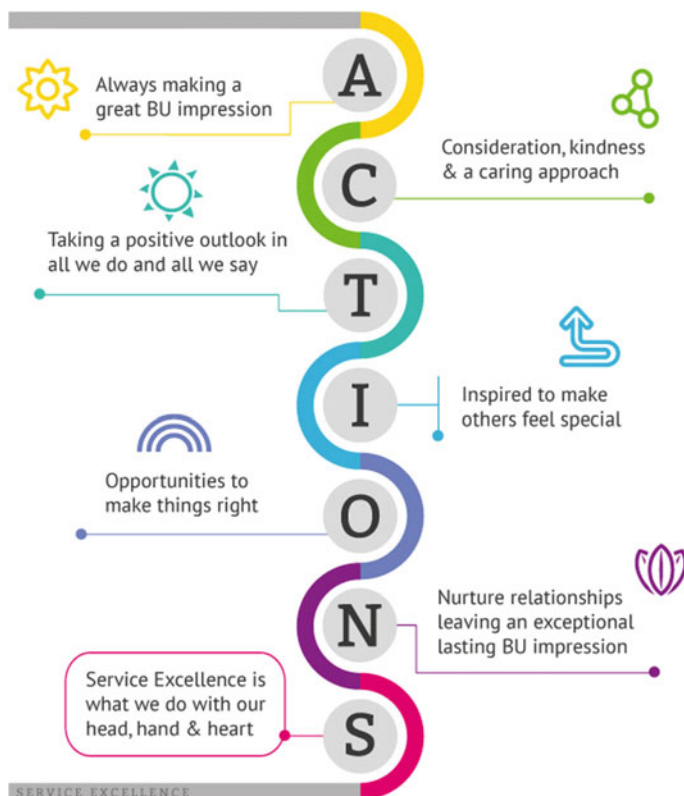 A
Always making a
great BU impression
C
Consideration, kindness
& a caring approach
T
Taking a positive outlook in
all we do and all we say
I
Inspired to make
others feel special
O
Opportunities to
make things right
N
Nurture relationships
leaving an exceptional
lasting BU impression
S
Service Excellence is
what we do with our
head, hand & heart
SERVICE EXCELLENCE